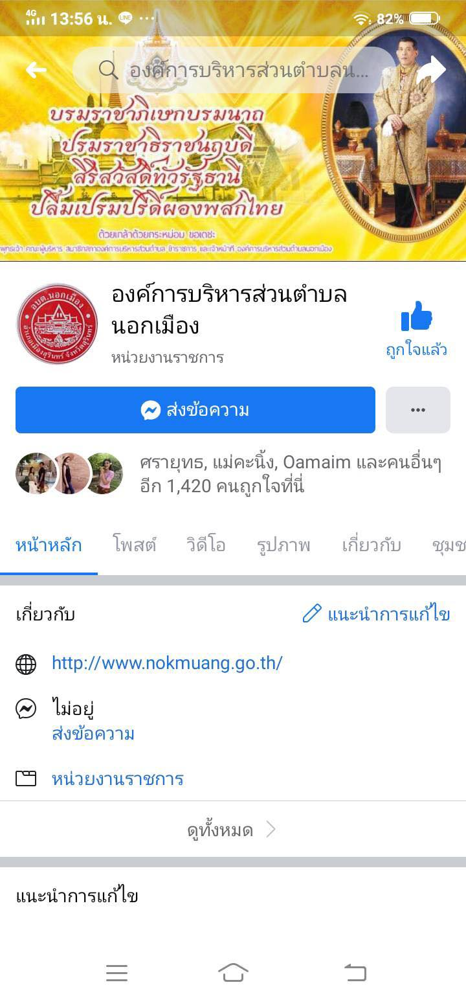 4G 13:56 น. LINE ... 82%
องค์การบริหารส่วนตำบลน...
บรมราชาภิเษกบรมนาถ
ปรมราชาธิราชนฤบดี
สิริสวัสดิ์ทั่วรัฐธานี
ปลื้มเปรมปรีดิ์ผองพสกไทย
ด้วยเกล้าด้วยกระหม่อม ขอเดชะ
พุทธเจ้า คณะผู้บริหาร สมาชิกสภาองค์การบริหารส่วนตำบล ข้าราชการ และเจ้าหน้าที่ องค์การบริหารส่วนตำบลนอกเมือง
อบต.นอกเมือง
อำเภอเมืองสุรินทร์ จังหวัดสุรินทร์
องค์การบริหารส่วนตำบล
นอกเมือง
หน่วยงานราชการ
ถูกใจแล้ว
ส่งข้อความ
ศรายุทธ, แม่คะนิ้ง, Oamaim และคนอื่นๆ
อีก 1,420 คนถูกใจที่นี่
หน้าหลัก โพสต์ วิดีโอ รูปภาพ เกี่ยวกับ ชุมช
เกี่ยวกับ แนะนำการแก้ไข
http://www.nokmuang.go.th/
ไม่อยู่
ส่งข้อความ
หน่วยงานราชการ
ดูทั้งหมด
แนะนำการแก้ไข